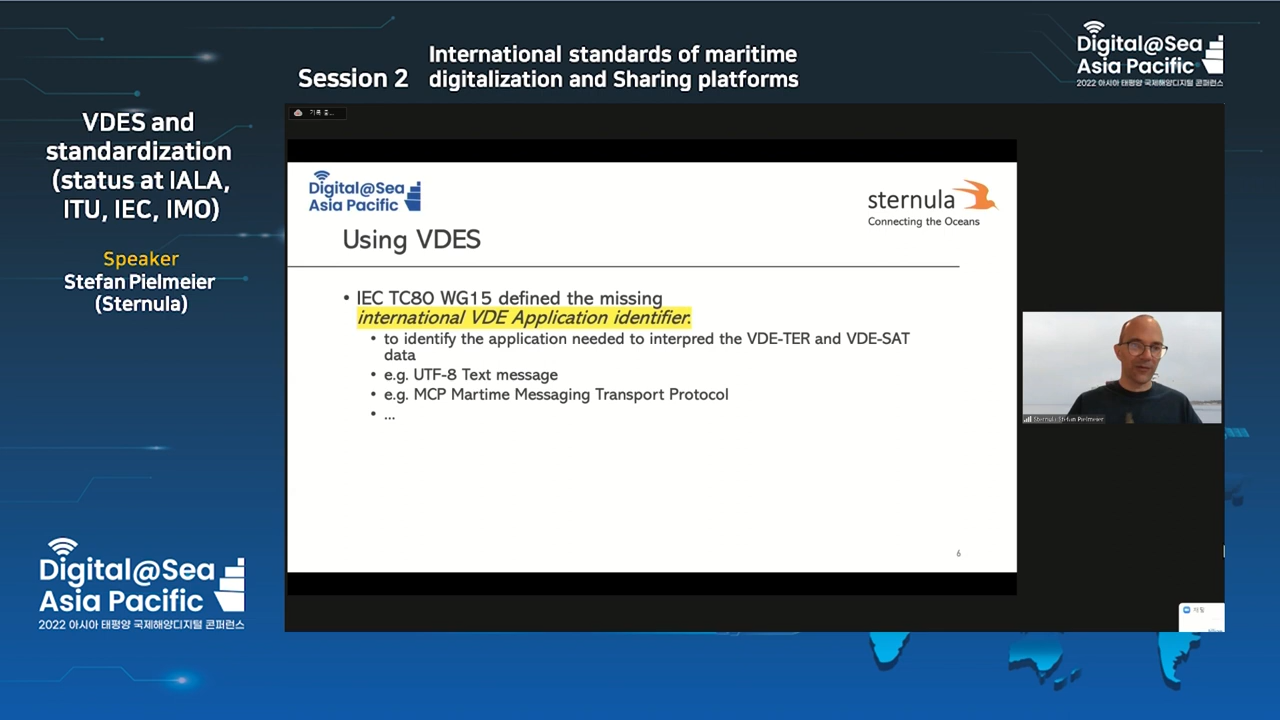 Session 2
International standards of maritime
digitalization and Sharing platforms
Digital@Sea
Asia Pacific
2022 아시아 태평양 국제해양디지털 콘퍼런스
VDES and
standardization
(status at IALA,
ITU, IEC, IMO)
Speaker
Stefan Pielmeier
(Sternula)
Digital@Sea
Asia Pacific
sternula
Connecting the Oceans
Using VDES
• IEC TC80 WG15 defined the missing
international VDE Application identifier.
• to identify the application needed to interpred the VDE-TER and VDE-SAT
data
• e.g. UTF-8 Text message
• e.g. MCP Martime Messaging Transport Protocol
• ...
6
Sternula Stefan Pielmeier
Digital@Sea
Asia Pacific
2022 아시아 태평양 국제해양디지털 콘퍼런스